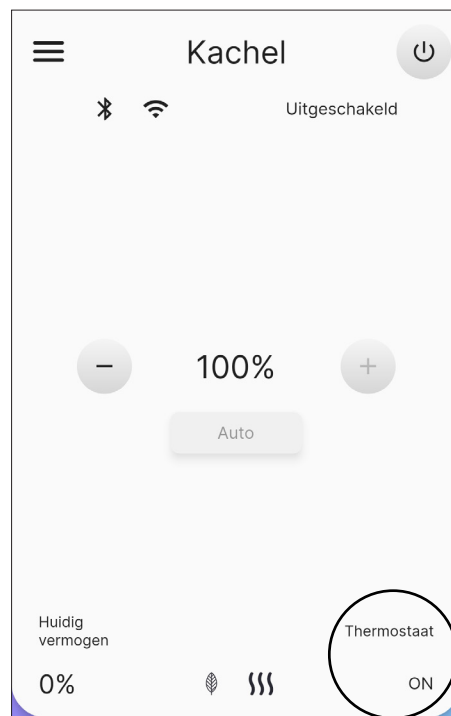 Kachel
Uitgeschakeld
100%
Auto
Huidig
vermogen
Thermostaat
0%
ON